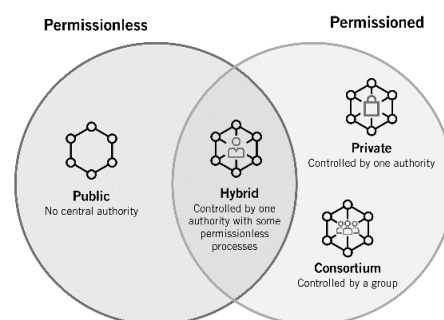 Permissionless
Permissioned
Public
No central authority
Hybrid
Controlled by one
authority with some
permissionless
processes
Private
Controlled by one authority
Consortium
Controlled by a group